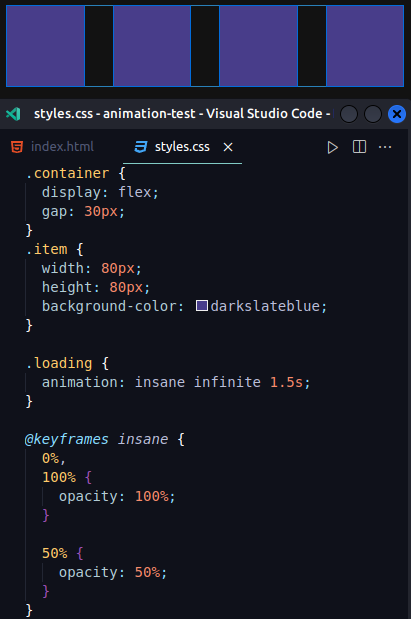 styles.css - animation-test - Visual Studio Code -
index.html
styles.css
.container {
display: flex;
gap: 30px;
}
.item {
width: 80px;
height: 80px;
background-color: darkslateblue;
}
.loading {
animation: insane infinite 1.5s;
}
@keyframes insane {
0%,
100% {
opacity: 100%;
}
50% {
opacity: 50%;
}
}